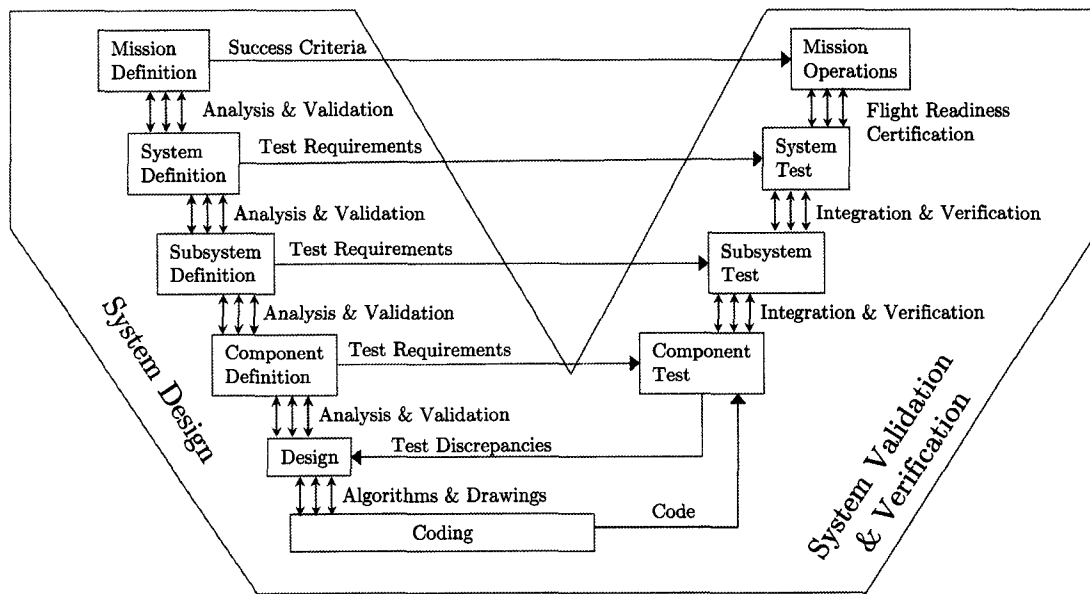 Mission
Definition
Success Criteria
Mission
Operations
Analysis & Validation
Flight Readiness
Certification
System
Definition
Test Requirements
System
Test
Analysis & Validation
Integration & Verification
Subsystem
Definition
Test Requirements
Subsystem
Test
Analysis & Validation
Integration & Verification
Component
Definition
Test Requirements
Component
Test
Analysis & Validation
Design
Test Discrepancies
Algorithms & Drawings
Coding
Code
System Design
System Validation
& Verification